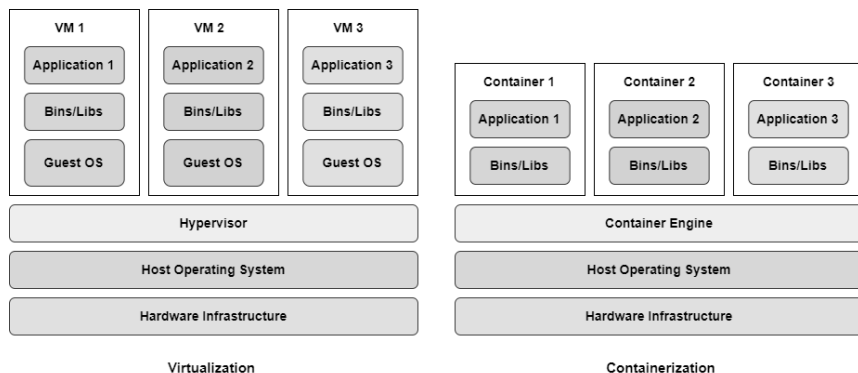 VM 1
Application 1
Bins/Libs
Guest OS
VM 2
Application 2
Bins/Libs
Guest OS
VM 3
Application 3
Bins/Libs
Guest OS
Hypervisor
Host Operating System
Hardware Infrastructure
Virtualization
Container 1
Application 1
Bins/Libs
Container 2
Application 2
Bins/Libs
Container 3
Application 3
Bins/Libs
Container Engine
Host Operating System
Hardware Infrastructure
Containerization